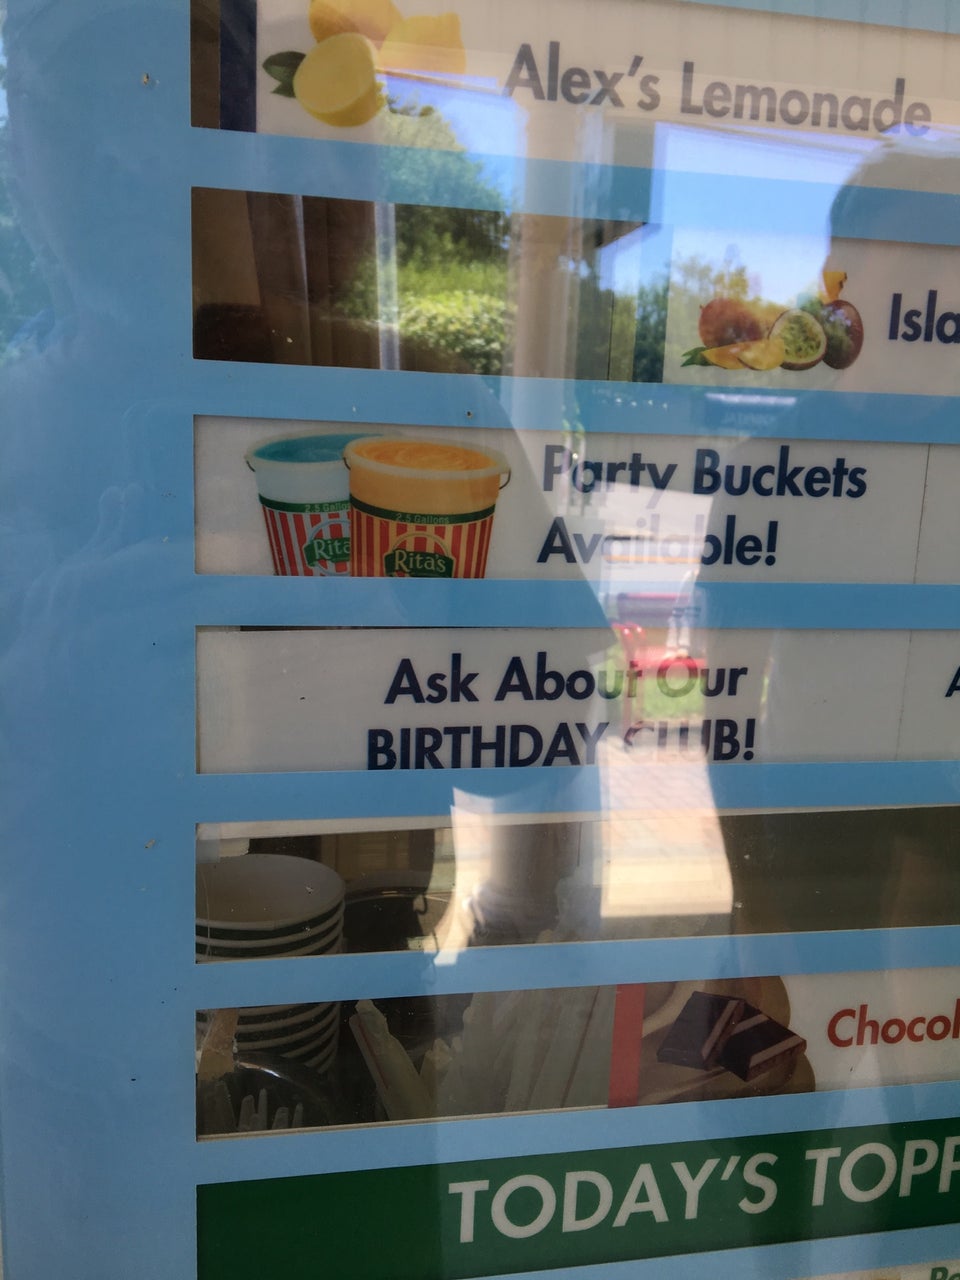 Alex's Lemonade
Isla
Party Buckets
Available!
2.5 Gallons
2.5 Gallons
Rita
Rita's
Ask About Our
BIRTHDAY CLUB!
A
Chocol
TODAY'S TOPP